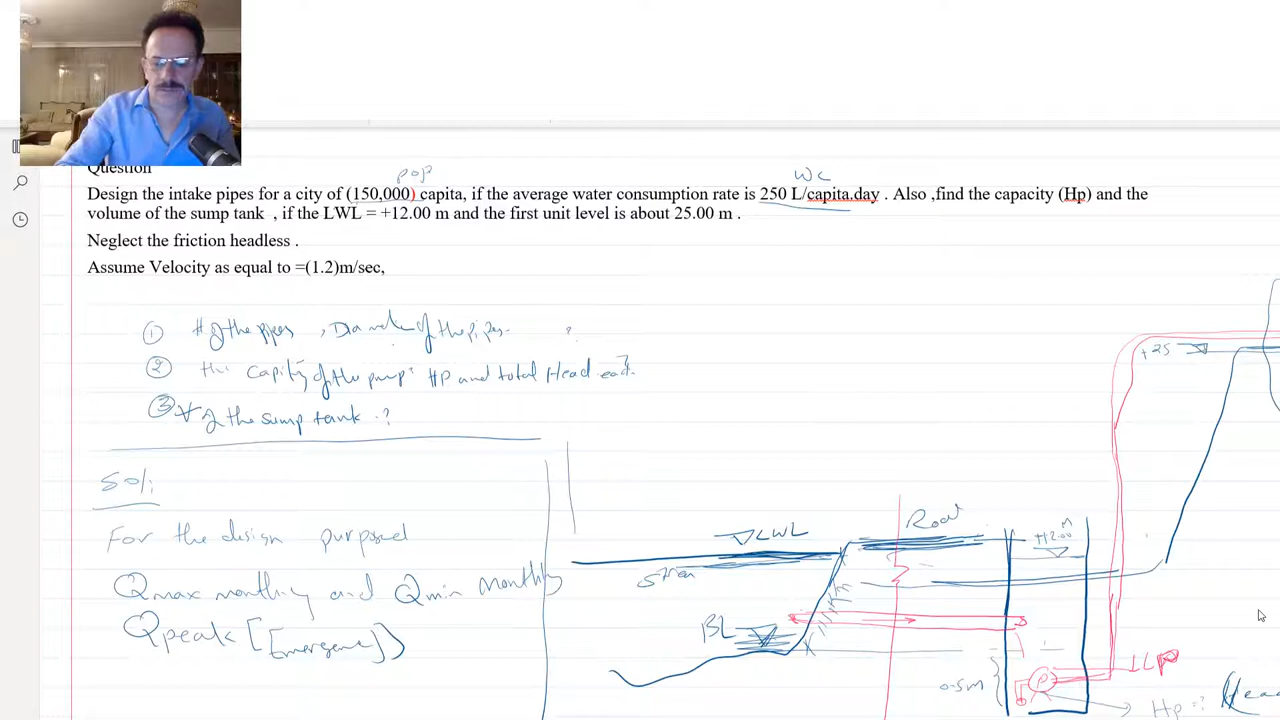 Question
pop
WC
Design the intake pipes for a city of (150,000) capita, if the average water consumption rate is 250 L/capita.day . Also ,find the capacity (Hp) and the
volume of the sump tank , if the LWL = +12.00 m and the first unit level is about 25.00 m .
Neglect the friction headless .
Assume Velocity as equal to =(1.2)m/sec,
① # of the pipes , Diameter of the pipes. ?
② the capacity of the pump: HP and total Head
③ V of the sump tank . ?
+25
Sol:
For the design purposed
Qmax monthly and Qmin monthly
Qpeak [Emergence]
LWL
Road
+12.00 M
BL
0.5m
P
LLP
Hp = ?